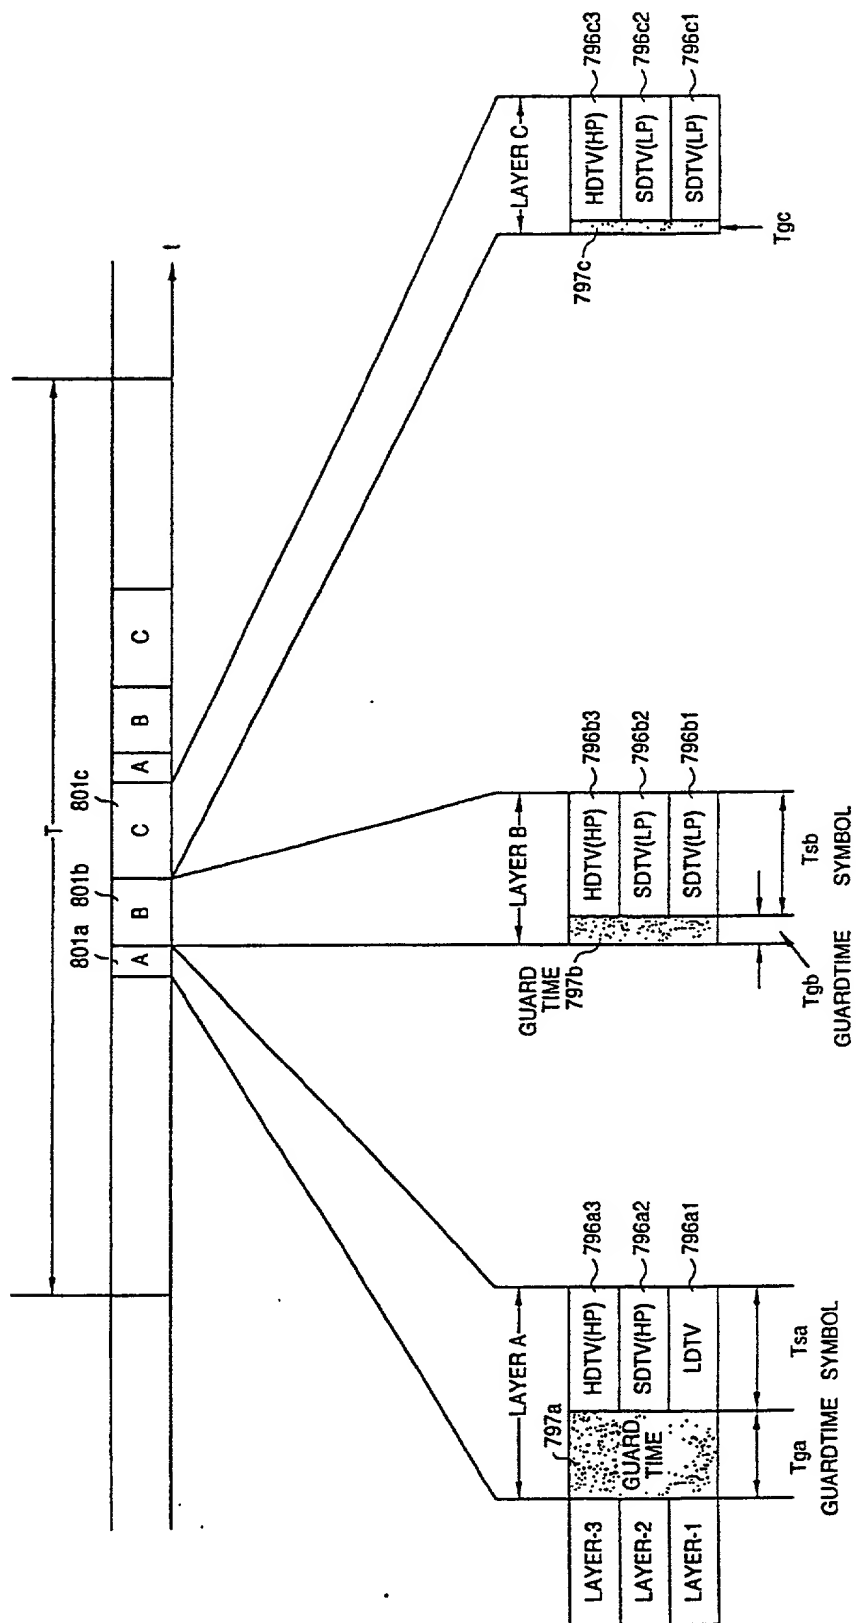 T
t
801a
801b
801c
A
B
C
A
B
C
LAYER A
797a
LAYER-3
LAYER-2
LAYER-1
GUARD
TIME
HDTV(HP)
SDTV(HP)
LDTV
796a3
796a2
796a1
Tga
GUARDTIME
Tsa
SYMBOL
LAYER B
GUARD
TIME
797b
HDTV(HP)
SDTV(LP)
SDTV(LP)
796b3
796b2
796b1
Tgb
GUARDTIME
Tsb
SYMBOL
LAYER C
797c
HDTV(HP)
SDTV(LP)
SDTV(LP)
796c3
796c2
796c1
Tgc